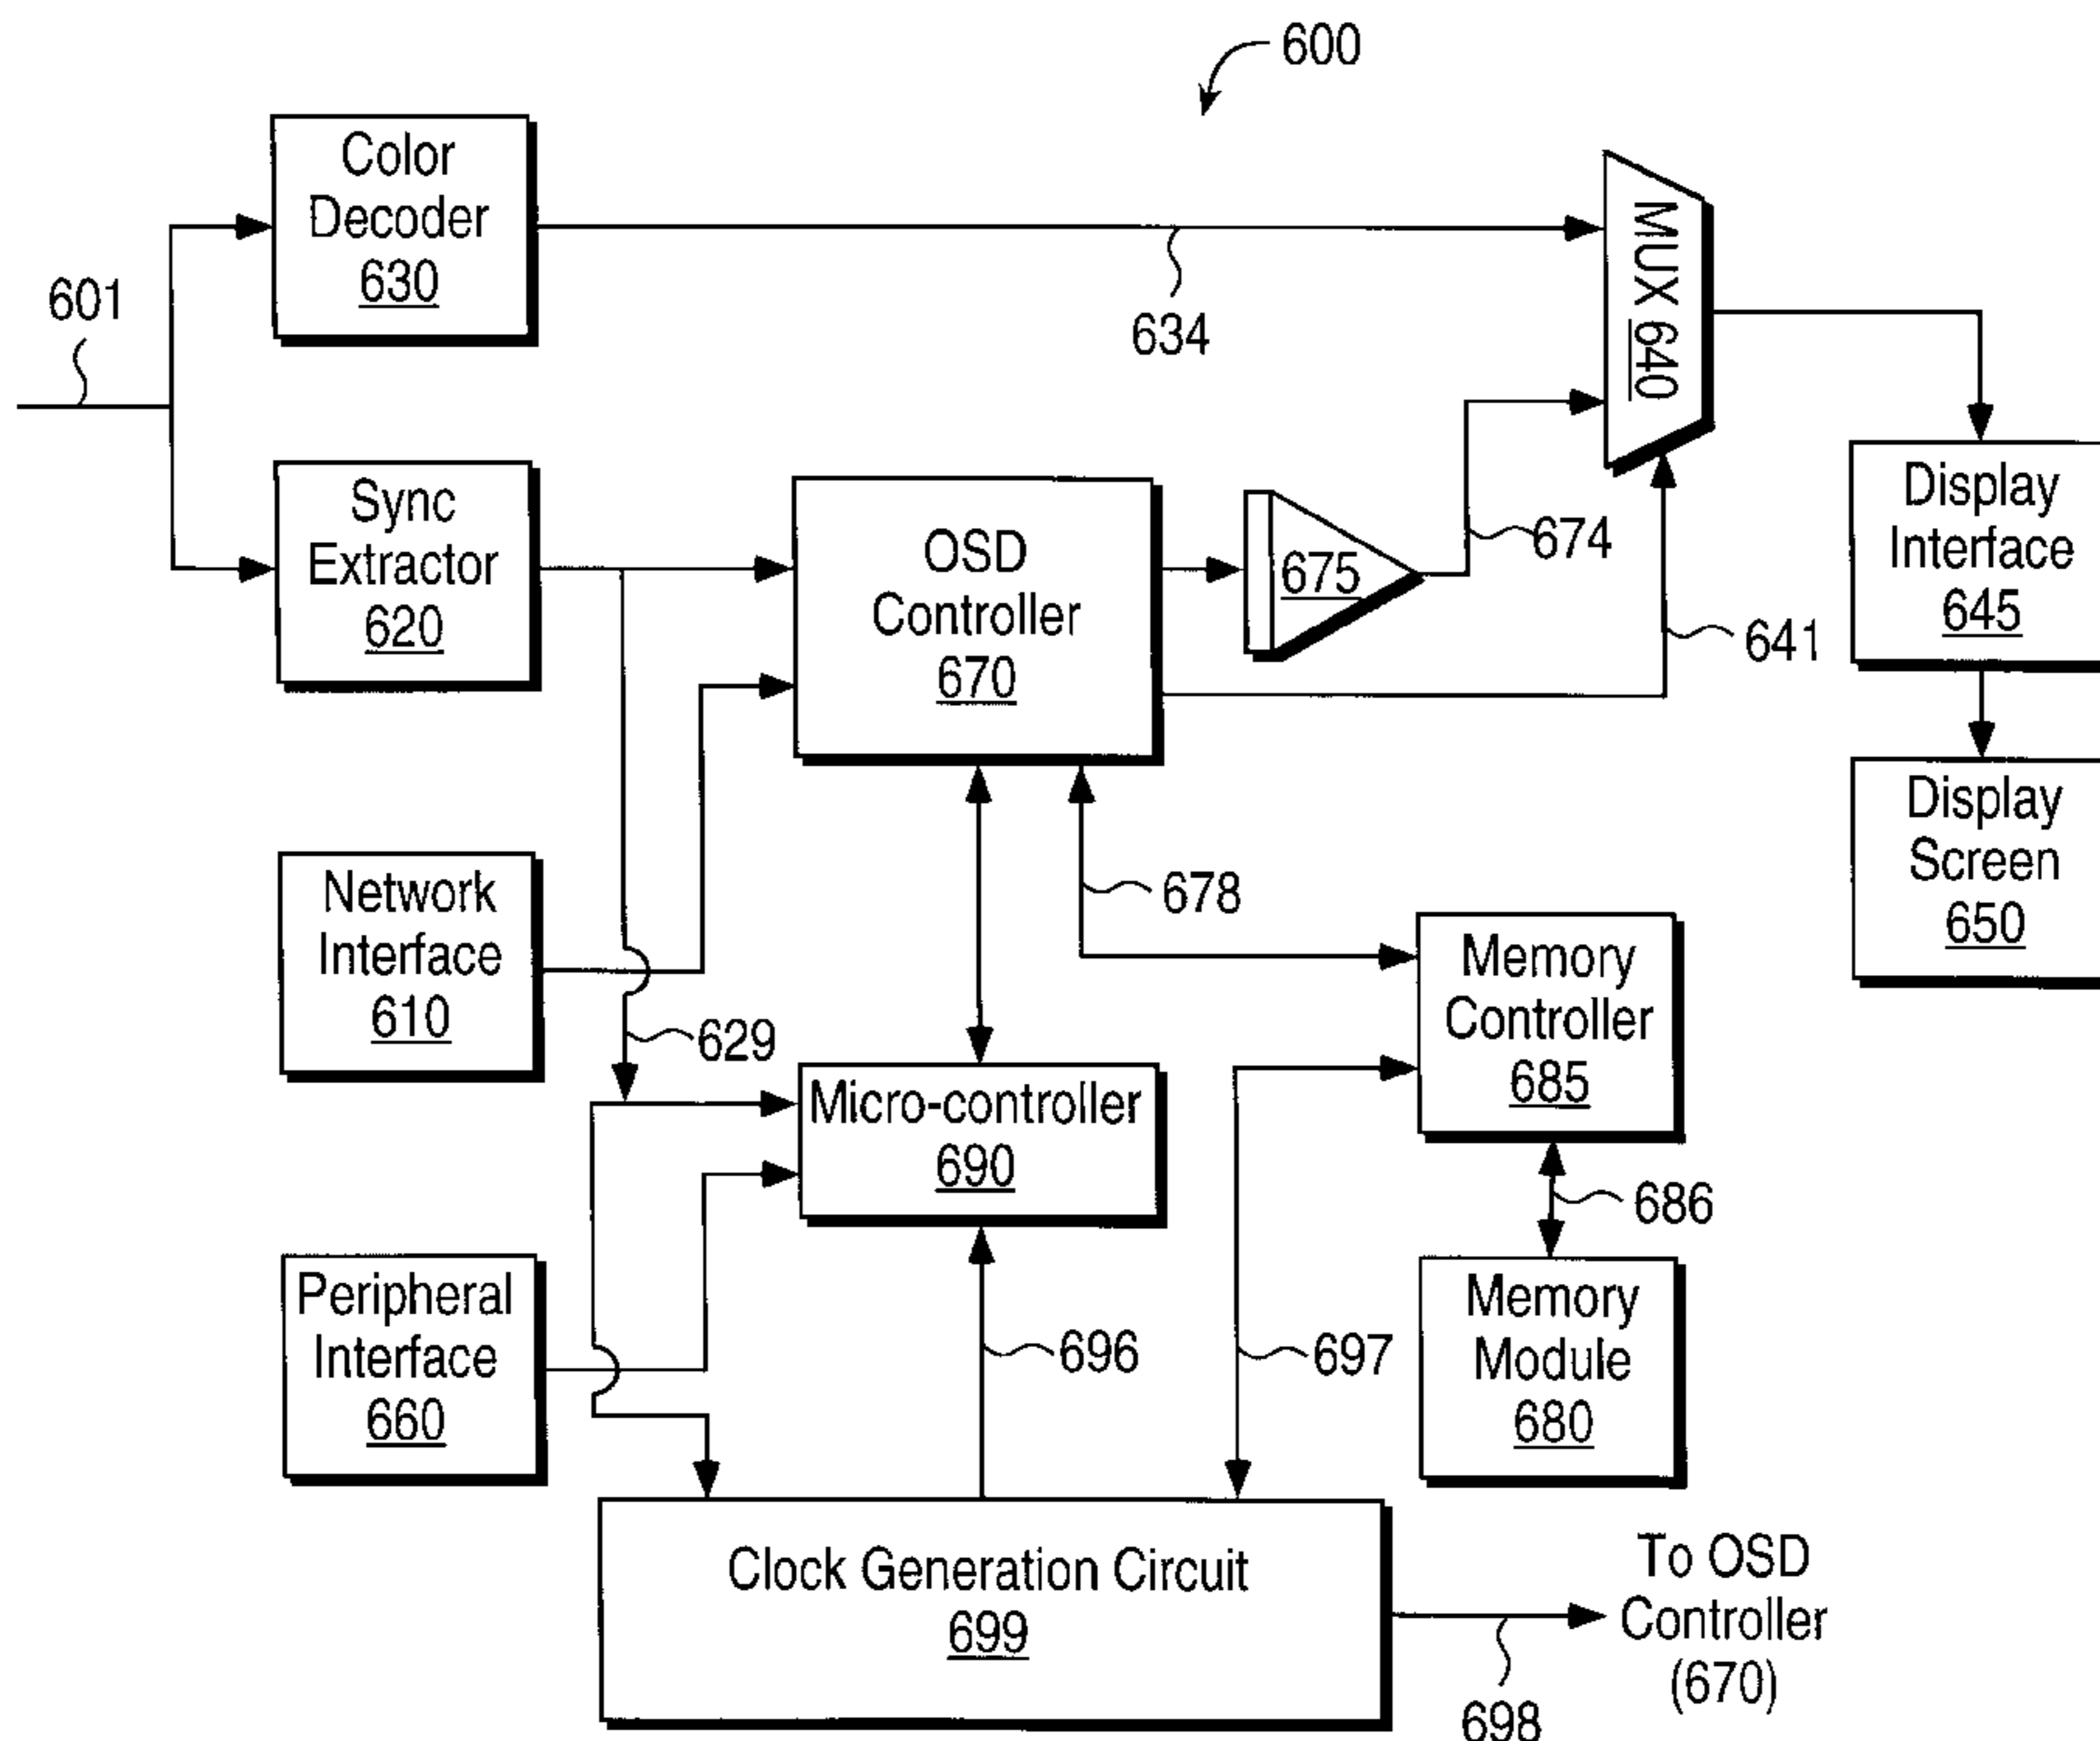 600
Color
Decoder
630
601
634
MUX 640
Sync
Extractor
620
OSD
Controller
670
675
674
641
Display
Interface
645
Display
Screen
650
Network
Interface
610
678
629
Memory
Controller
685
Micro-controller
690
686
Peripheral
Interface
660
696
697
Memory
Module
680
Clock Generation Circuit
699
698
To OSD
Controller
(670)